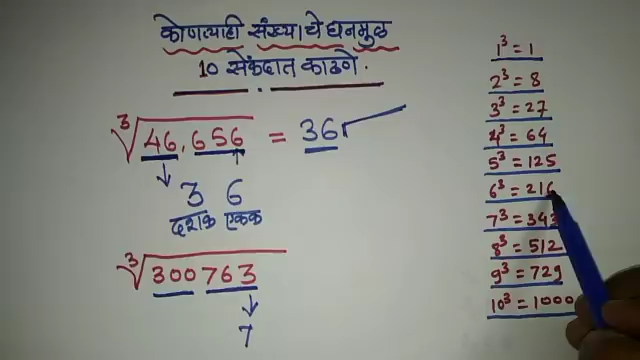 कोणत्याही संख्याचे घनमुळ
10 सेकंदात काढणे.
∛46,656 = 36
3 6
दशक एकक
∛300763
7
1³ = 1
2³ = 8
3³ = 27
4³ = 64
5³ = 125
6³ = 216
7³ = 343
8³ = 512
9³ = 729
10³ = 1000